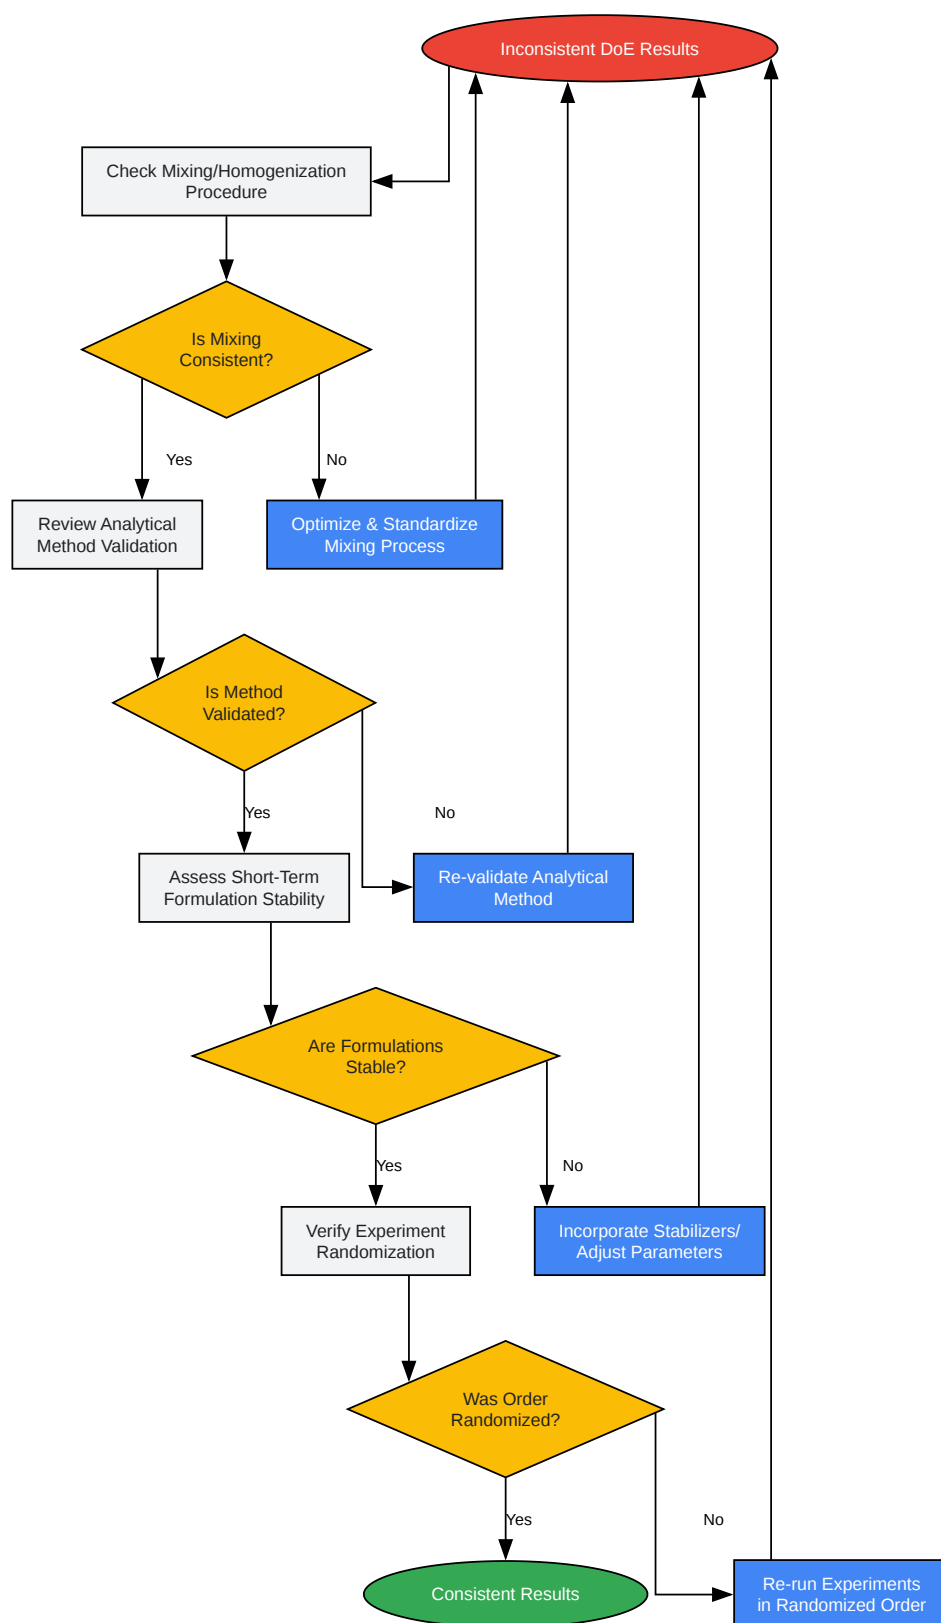 Inconsistent DoE Results
Check Mixing/Homogenization
Procedure
Is Mixing
Consistent?
Yes
No
Review Analytical
Method Validation
Optimize & Standardize
Mixing Process
Is Method
Validated?
Yes
No
Assess Short-Term
Formulation Stability
Re-validate Analytical
Method
Are Formulations
Stable?
Yes
No
Verify Experiment
Randomization
Incorporate Stabilizers/
Adjust Parameters
Was Order
Randomized?
Yes
No
Consistent Results
Re-run Experiments
in Randomized Order